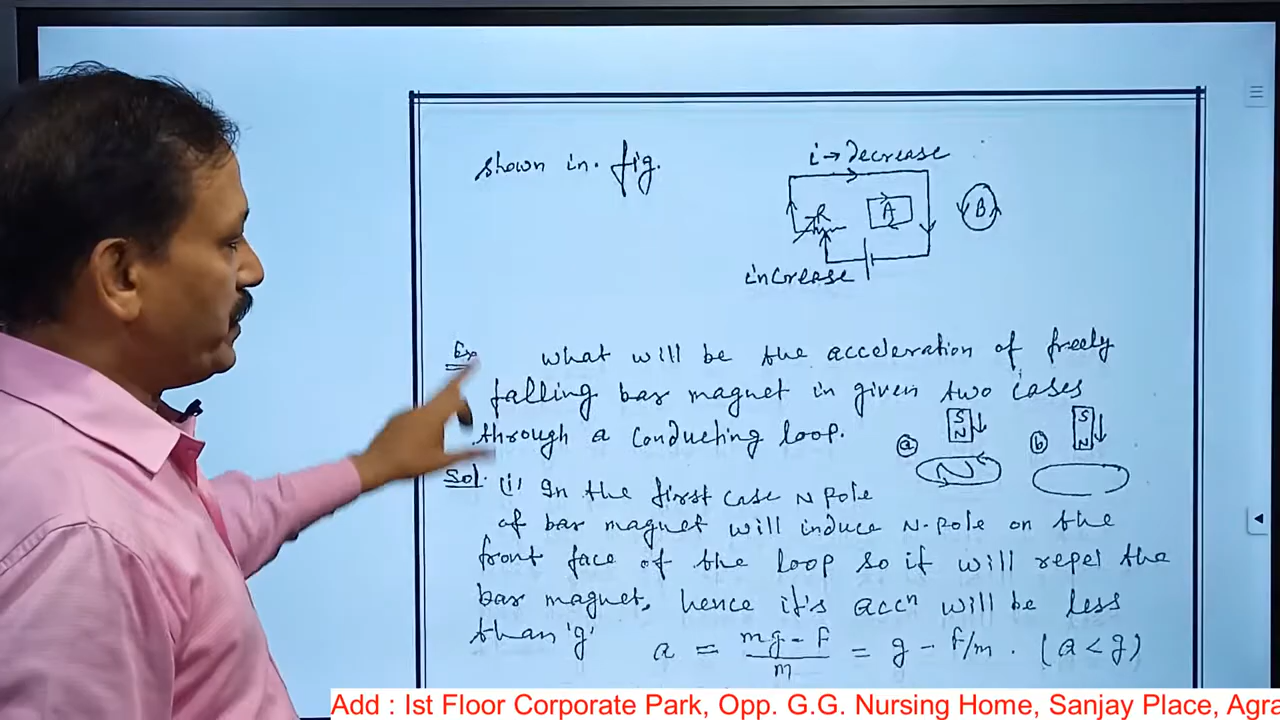 shown in. fig.
i→Decrease
R
A
B
increase
Ex
What will be the acceleration of freely
falling bar magnet in given two cases
through a conducting loop.
S
N
S
N
(a)
(b)
N
Sol. (i) In the first case N Pole
of bar magnet will induce N-Pole on the
front face of the loop so if will repel the
bar magnet, hence it's accⁿ will be less
than 'g' a = mg - F / m = g - F/m . (a < g)
Add : Ist Floor Corporate Park, Opp. G.G. Nursing Home, Sanjay Place, Agra